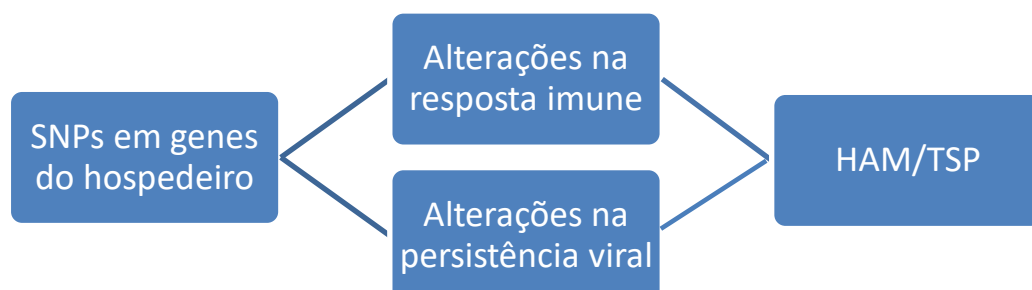 SNPs em genes
do hospedeiro
Alterações na
resposta imune
Alterações na
persistência viral
HAM/TSP